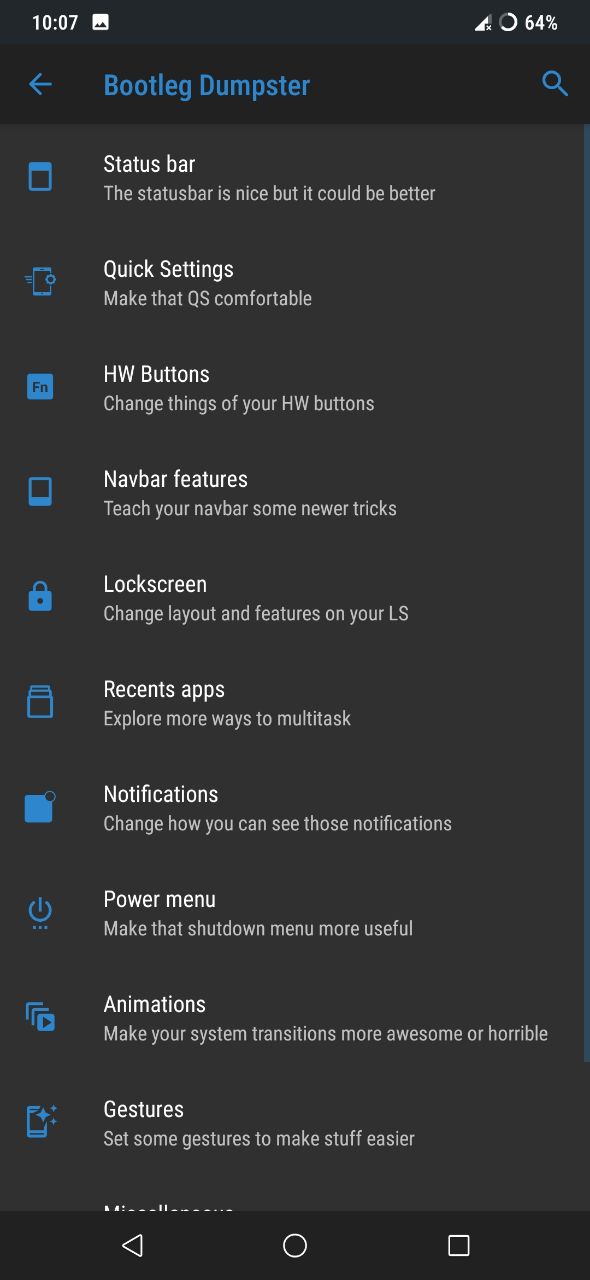 10:07 64%
Bootleg Dumpster
Status bar
The statusbar is nice but it could be better
Quick Settings
Make that QS comfortable
Fn
HW Buttons
Change things of your HW buttons
Navbar features
Teach your navbar some newer tricks
Lockscreen
Change layout and features on your LS
Recents apps
Explore more ways to multitask
Notifications
Change how you can see those notifications
Power menu
Make that shutdown menu more useful
Animations
Make your system transitions more awesome or horrible
Gestures
Set some gestures to make stuff easier
Miscellaneous